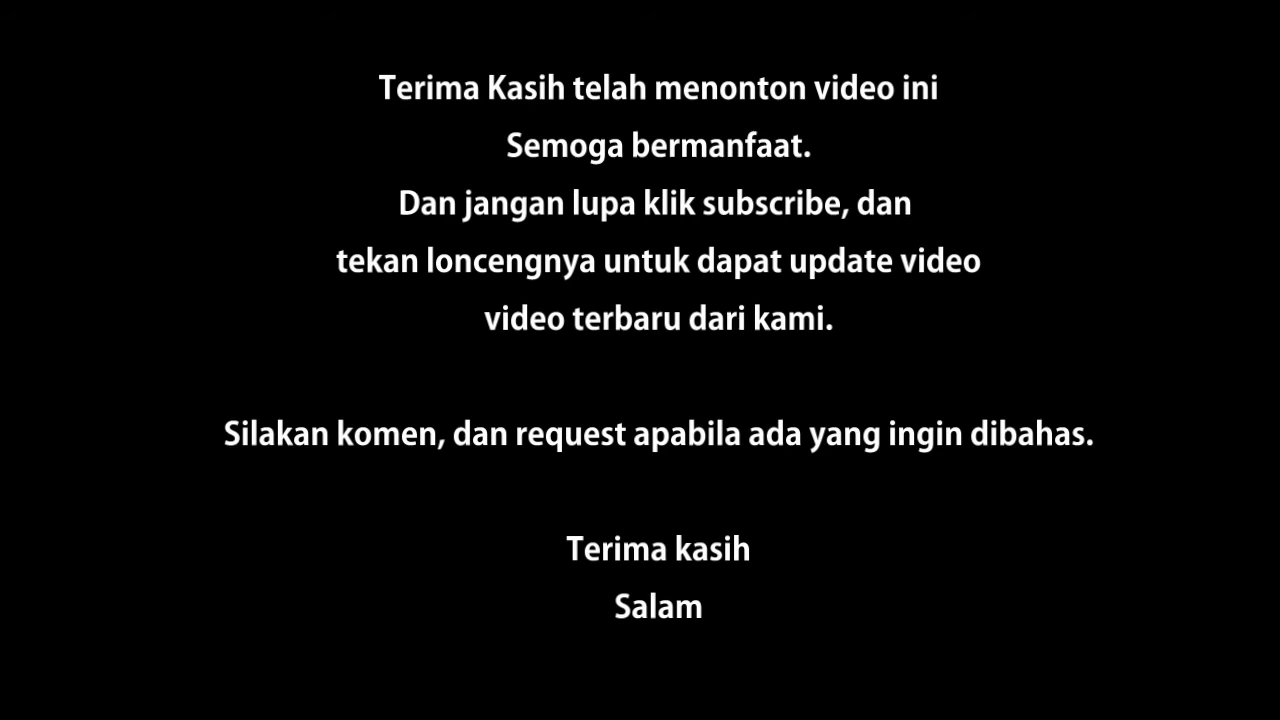 Terima Kasih telah menonton video ini
Semoga bermanfaat.
Dan jangan lupa klik subscribe, dan
tekan loncengnya untuk dapat update video
video terbaru dari kami.
Silakan komen, dan request apabila ada yang ingin dibahas.
Terima kasih
Salam